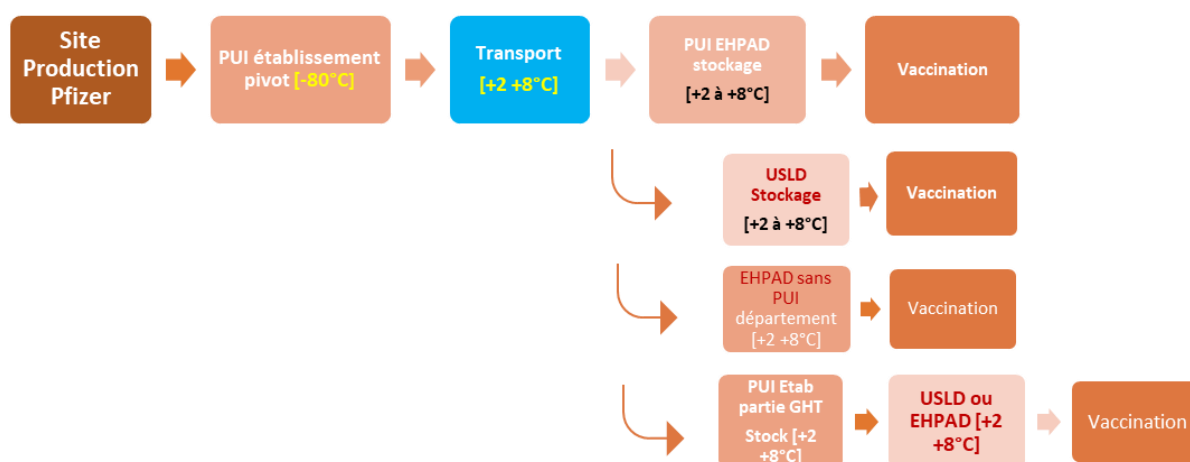 Site
Production
Pfizer
PUI établissement
pivot [-80°C]
Transport
[+2 +8°C]
PUI EHPAD
stockage
[+2 à +8°C]
Vaccination
USLD
Stockage
[+2 à +8°C]
Vaccination
EHPAD sans
PUI
département
[+2 +8°C]
Vaccination
PUI Etab
partie GHT
Stock [+2
+8°C]
USLD ou
EHPAD [+2
+8°C]
Vaccination